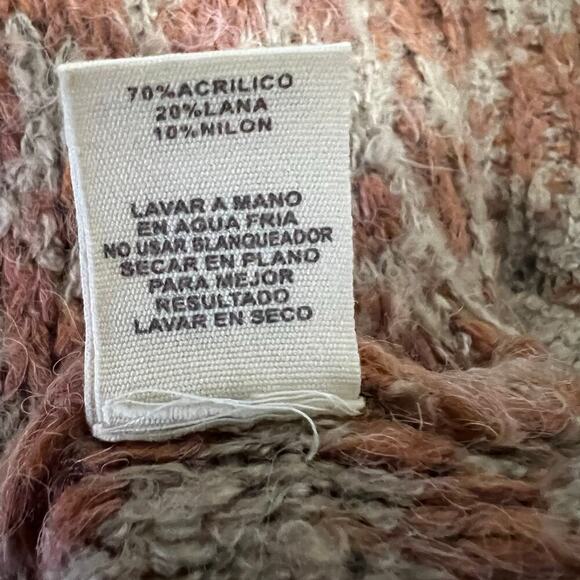 70%ACRILICO
20%LANA
10%NILON
LAVAR A MANO
EN AGUA FRIA
NO USAR BLANQUEADOR
SECAR EN PLANO
PARA MEJOR
RESULTADO
LAVAR EN SECO